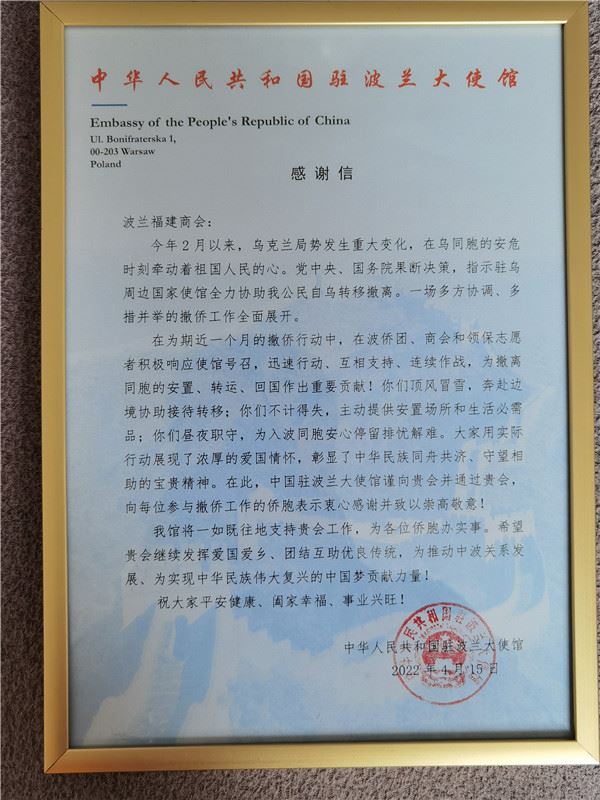 中华人民共和国驻波兰大使馆
Embassy of the People's Republic of China
Ul. Bonifraterska 1,
00-203 Warsaw
Poland
感谢信
波兰福建商会：
今年2月以来，乌克兰局势发生重大变化，在乌同胞的安危
时刻牵动着祖国人民的心。党中央、国务院果断决策，指示驻乌
周边国家使馆全力协助我公民自乌转移撤离。一场多方协调、多
措并举的撤侨工作全面展开。
在为期近一个月的撤侨行动中，在波侨团、商会和领保志愿
者积极响应使馆号召，迅速行动、互相支持、连续作战，为撤离
同胞的安置、转运、回国作出重要贡献！你们顶风冒雪，奔赴边
境协助接待转移；你们不计得失，主动提供安置场所和生活必需
品；你们昼夜职守，为入波同胞安心停留排忧解难。大家用实际
行动展现了浓厚的爱国情怀，彰显了中华民族同舟共济、守望相
助的宝贵精神。在此，中国驻波兰大使馆谨向贵会并通过贵会，
向每位参与撤侨工作的侨胞表示衷心感谢并致以崇高敬意！
我馆将一如既往地支持贵会工作，为各位侨胞办实事。希望
贵会继续发挥爱国爱乡、团结互助优良传统，为推动中波关系发
展、为实现中华民族伟大复兴的中国梦贡献力量！
祝大家平安健康、阖家幸福、事业兴旺！
中华人民共和国驻波兰大使馆
2022年4月15日